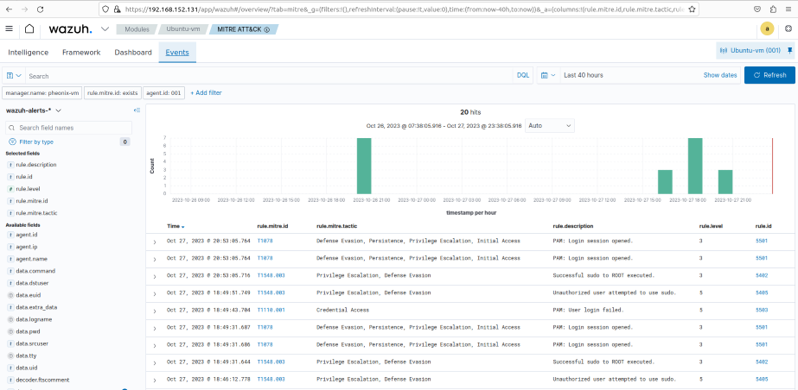 https://192.168.152.131/app/wazuh#/overview/?tab=mitre&_g=(filters:!(),refreshInterval:(pause:!t,value:0),time:(from:now-40h,to:now))&_a=(columns:!(rule.mitre.id,rule.mitre.tactic,rule
wazuh. Modules Ubuntu-vm MITRE ATT&CK a
Intelligence Framework Dashboard Events Ubuntu-vm (001)
Search DQL Last 40 hours Show dates Refresh
manager.name: pheonix-vm rule.mitre.id: exists agent.id: 001 + Add filter
wazuh-alerts-*
Search field names
Filter by type 0
Selected fields
rule.description
rule.id
rule.level
rule.mitre.id
rule.mitre.tactic
Available fields
agent.id
agent.ip
agent.name
data.command
data.dstuser
data.euid
data.extra_data
data.logname
data.pwd
data.srcuser
data.tty
data.uid
decoder.ftscomment
20 hits
Oct 26, 2023 @ 07:38:05.916 - Oct 27, 2023 @ 23:38:05.916 Auto
Count
7
6
5
4
3
2
1
0
2023-10-26 09:00 2023-10-26 12:00 2023-10-26 15:00 2023-10-26 18:00 2023-10-26 21:00 2023-10-27 00:00 2023-10-27 03:00 2023-10-27 06:00 2023-10-27 09:00 2023-10-27 12:00 2023-10-27 15:00 2023-10-27 18:00 2023-10-27 21:00
timestamp per hour
Time rule.mitre.id rule.mitre.tactic rule.description rule.level rule.id
Oct 27, 2023 @ 20:53:05.764 T1078 Defense Evasion, Persistence, Privilege Escalation, Initial Access PAM: Login session opened. 3 5501
Oct 27, 2023 @ 20:53:05.764 T1078 Defense Evasion, Persistence, Privilege Escalation, Initial Access PAM: Login session opened. 3 5501
Oct 27, 2023 @ 20:53:05.716 T1548.003 Privilege Escalation, Defense Evasion Successful sudo to ROOT executed. 3 5402
Oct 27, 2023 @ 18:49:51.749 T1548.003 Privilege Escalation, Defense Evasion Unauthorized user attempted to use sudo. 5 5405
Oct 27, 2023 @ 18:49:43.704 T1110.001 Credential Access PAM: User login failed. 5 5503
Oct 27, 2023 @ 18:49:31.687 T1078 Defense Evasion, Persistence, Privilege Escalation, Initial Access PAM: Login session opened. 3 5501
Oct 27, 2023 @ 18:49:31.686 T1078 Defense Evasion, Persistence, Privilege Escalation, Initial Access PAM: Login session opened. 3 5501
Oct 27, 2023 @ 18:49:31.644 T1548.003 Privilege Escalation, Defense Evasion Successful sudo to ROOT executed. 3 5402
Oct 27, 2023 @ 18:46:12.778 T1548.003 Privilege Escalation, Defense Evasion Unauthorized user attempted to use sudo. 5 5405